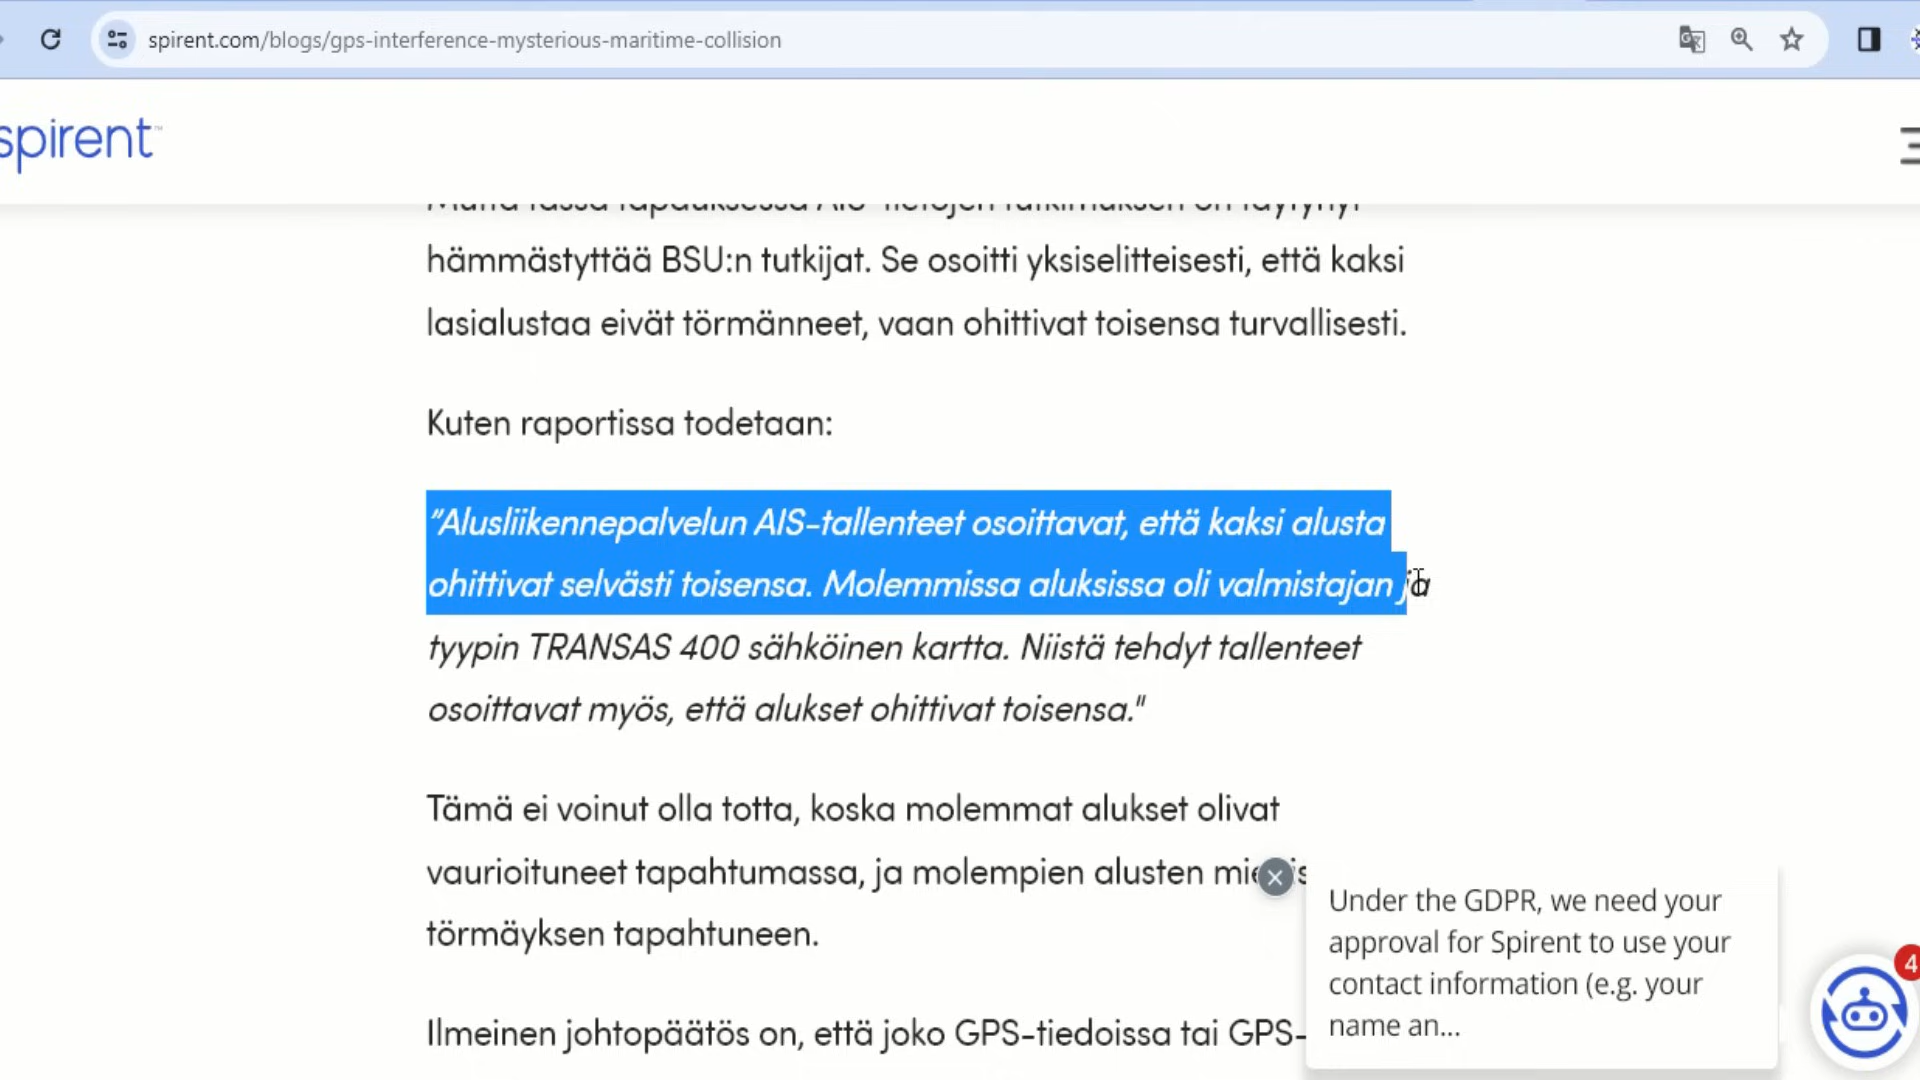 spirent.com/blogs/gps-interference-mysterious-maritime-collision
spirent™
hämmästyttää BSU:n tutkijat. Se osoitti yksiselitteisesti, että kaksi
lasialustaa eivät törmänneet, vaan ohittivat toisensa turvallisesti.
Kuten raportissa todetaan:
"Alusliikennepalvelun AIS-tallenteet osoittavat, että kaksi alusta
ohittivat selvästi toisensa. Molemmissa aluksissa oli valmistajan ja
tyypin TRANSAS 400 sähköinen kartta. Niistä tehdyt tallenteet
osoittavat myös, että alukset ohittivat toisensa."
Tämä ei voinut olla totta, koska molemmat alukset olivat
vaurioituneet tapahtumassa, ja molempien alusten
törmäyksen tapahtuneen.
Ilmeinen johtopäätös on, että joko GPS-tiedoissa tai GPS-
Under the GDPR, we need your
approval for Spirent to use your
contact information (e.g. your
name an...
4